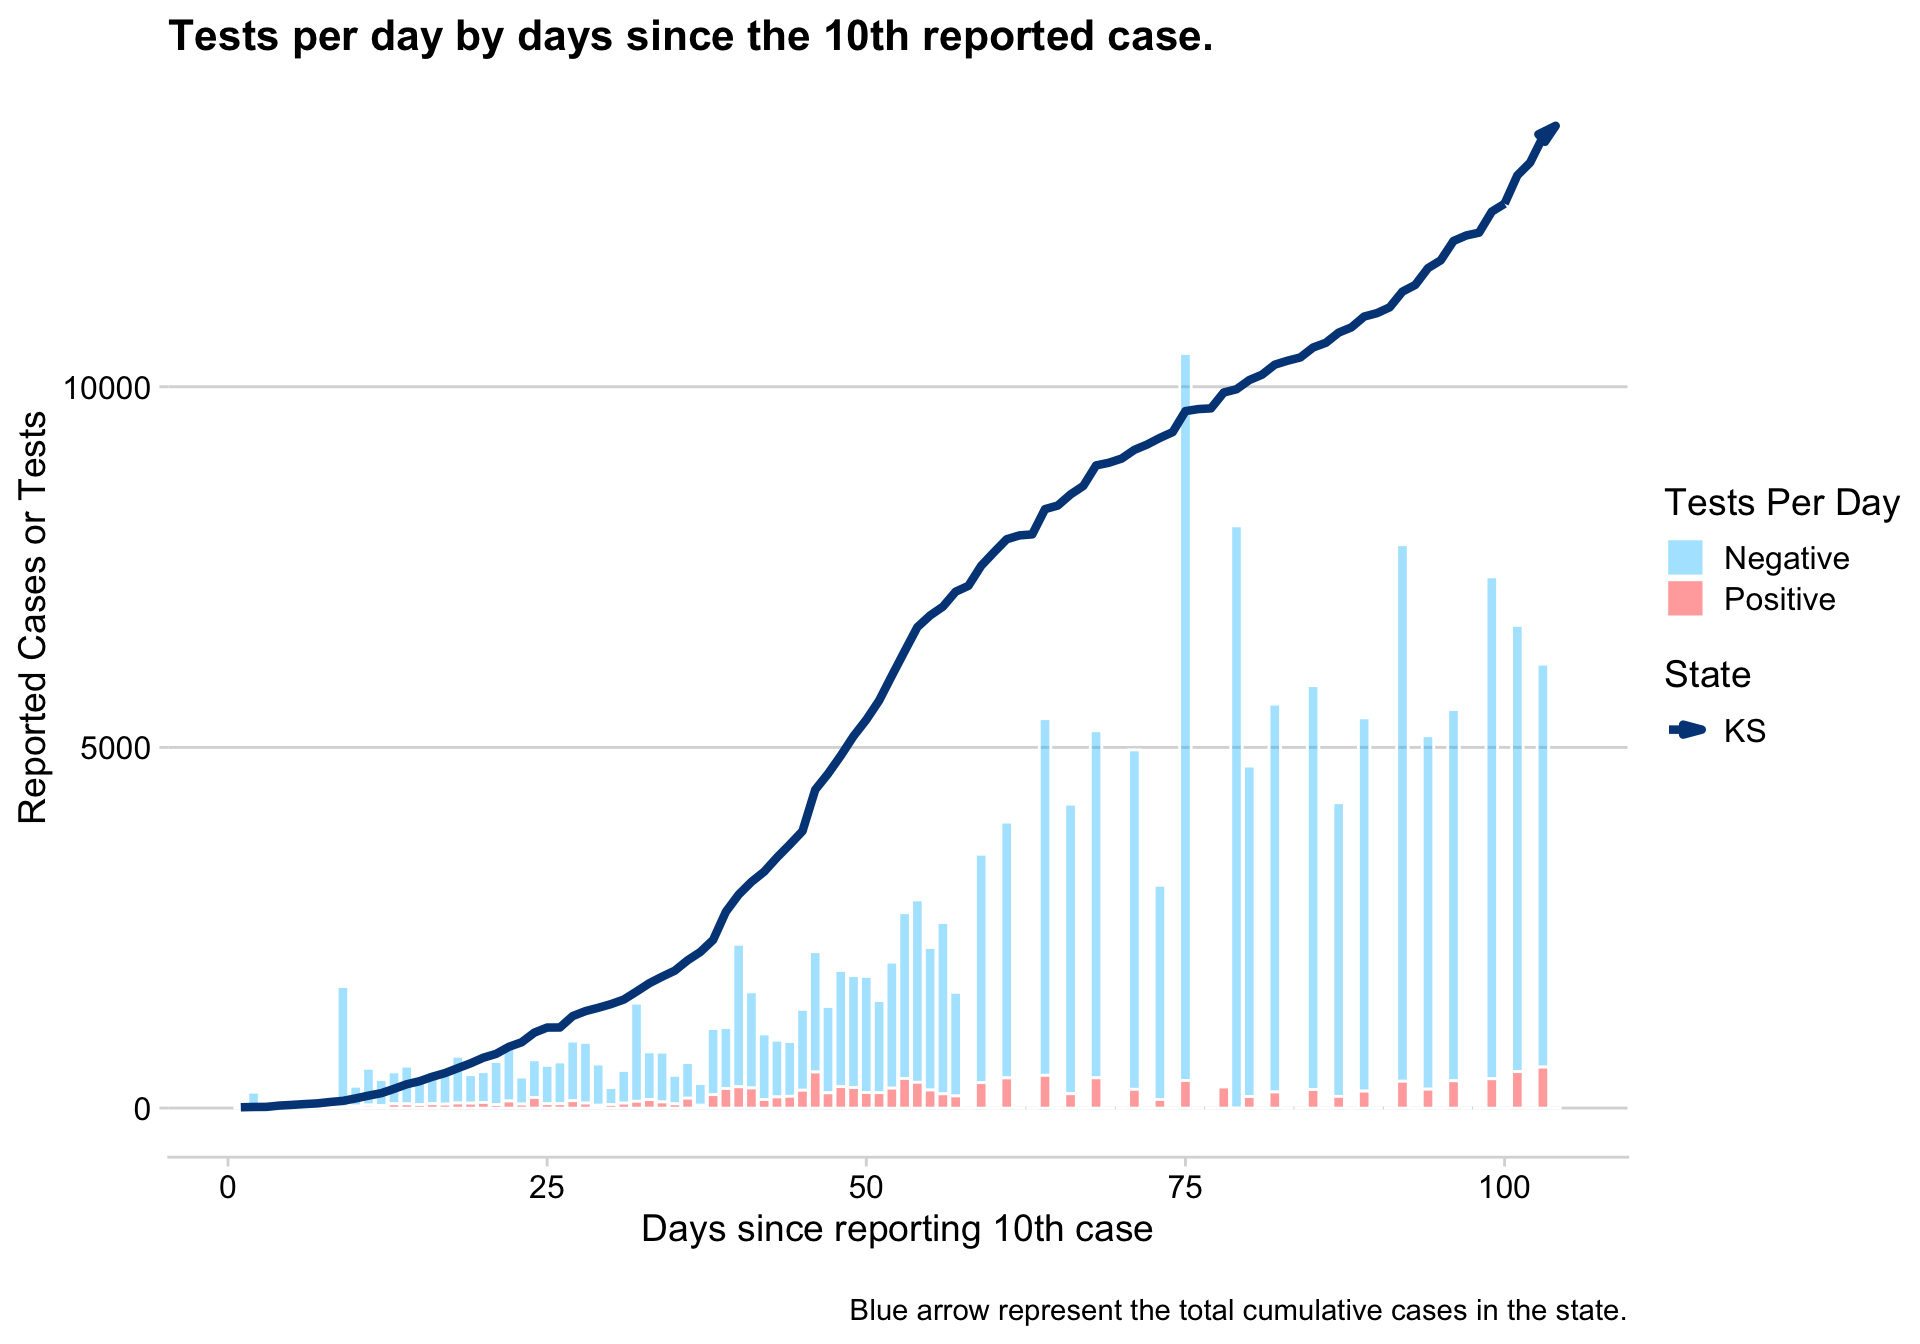 Tests per day by days since the 10th reported case.
Reported Cases or Tests
10000
5000
0
0
25
50
75
100
Days since reporting 10th case
Tests Per Day
Negative
Positive
State
KS
Blue arrow represent the total cumulative cases in the state.